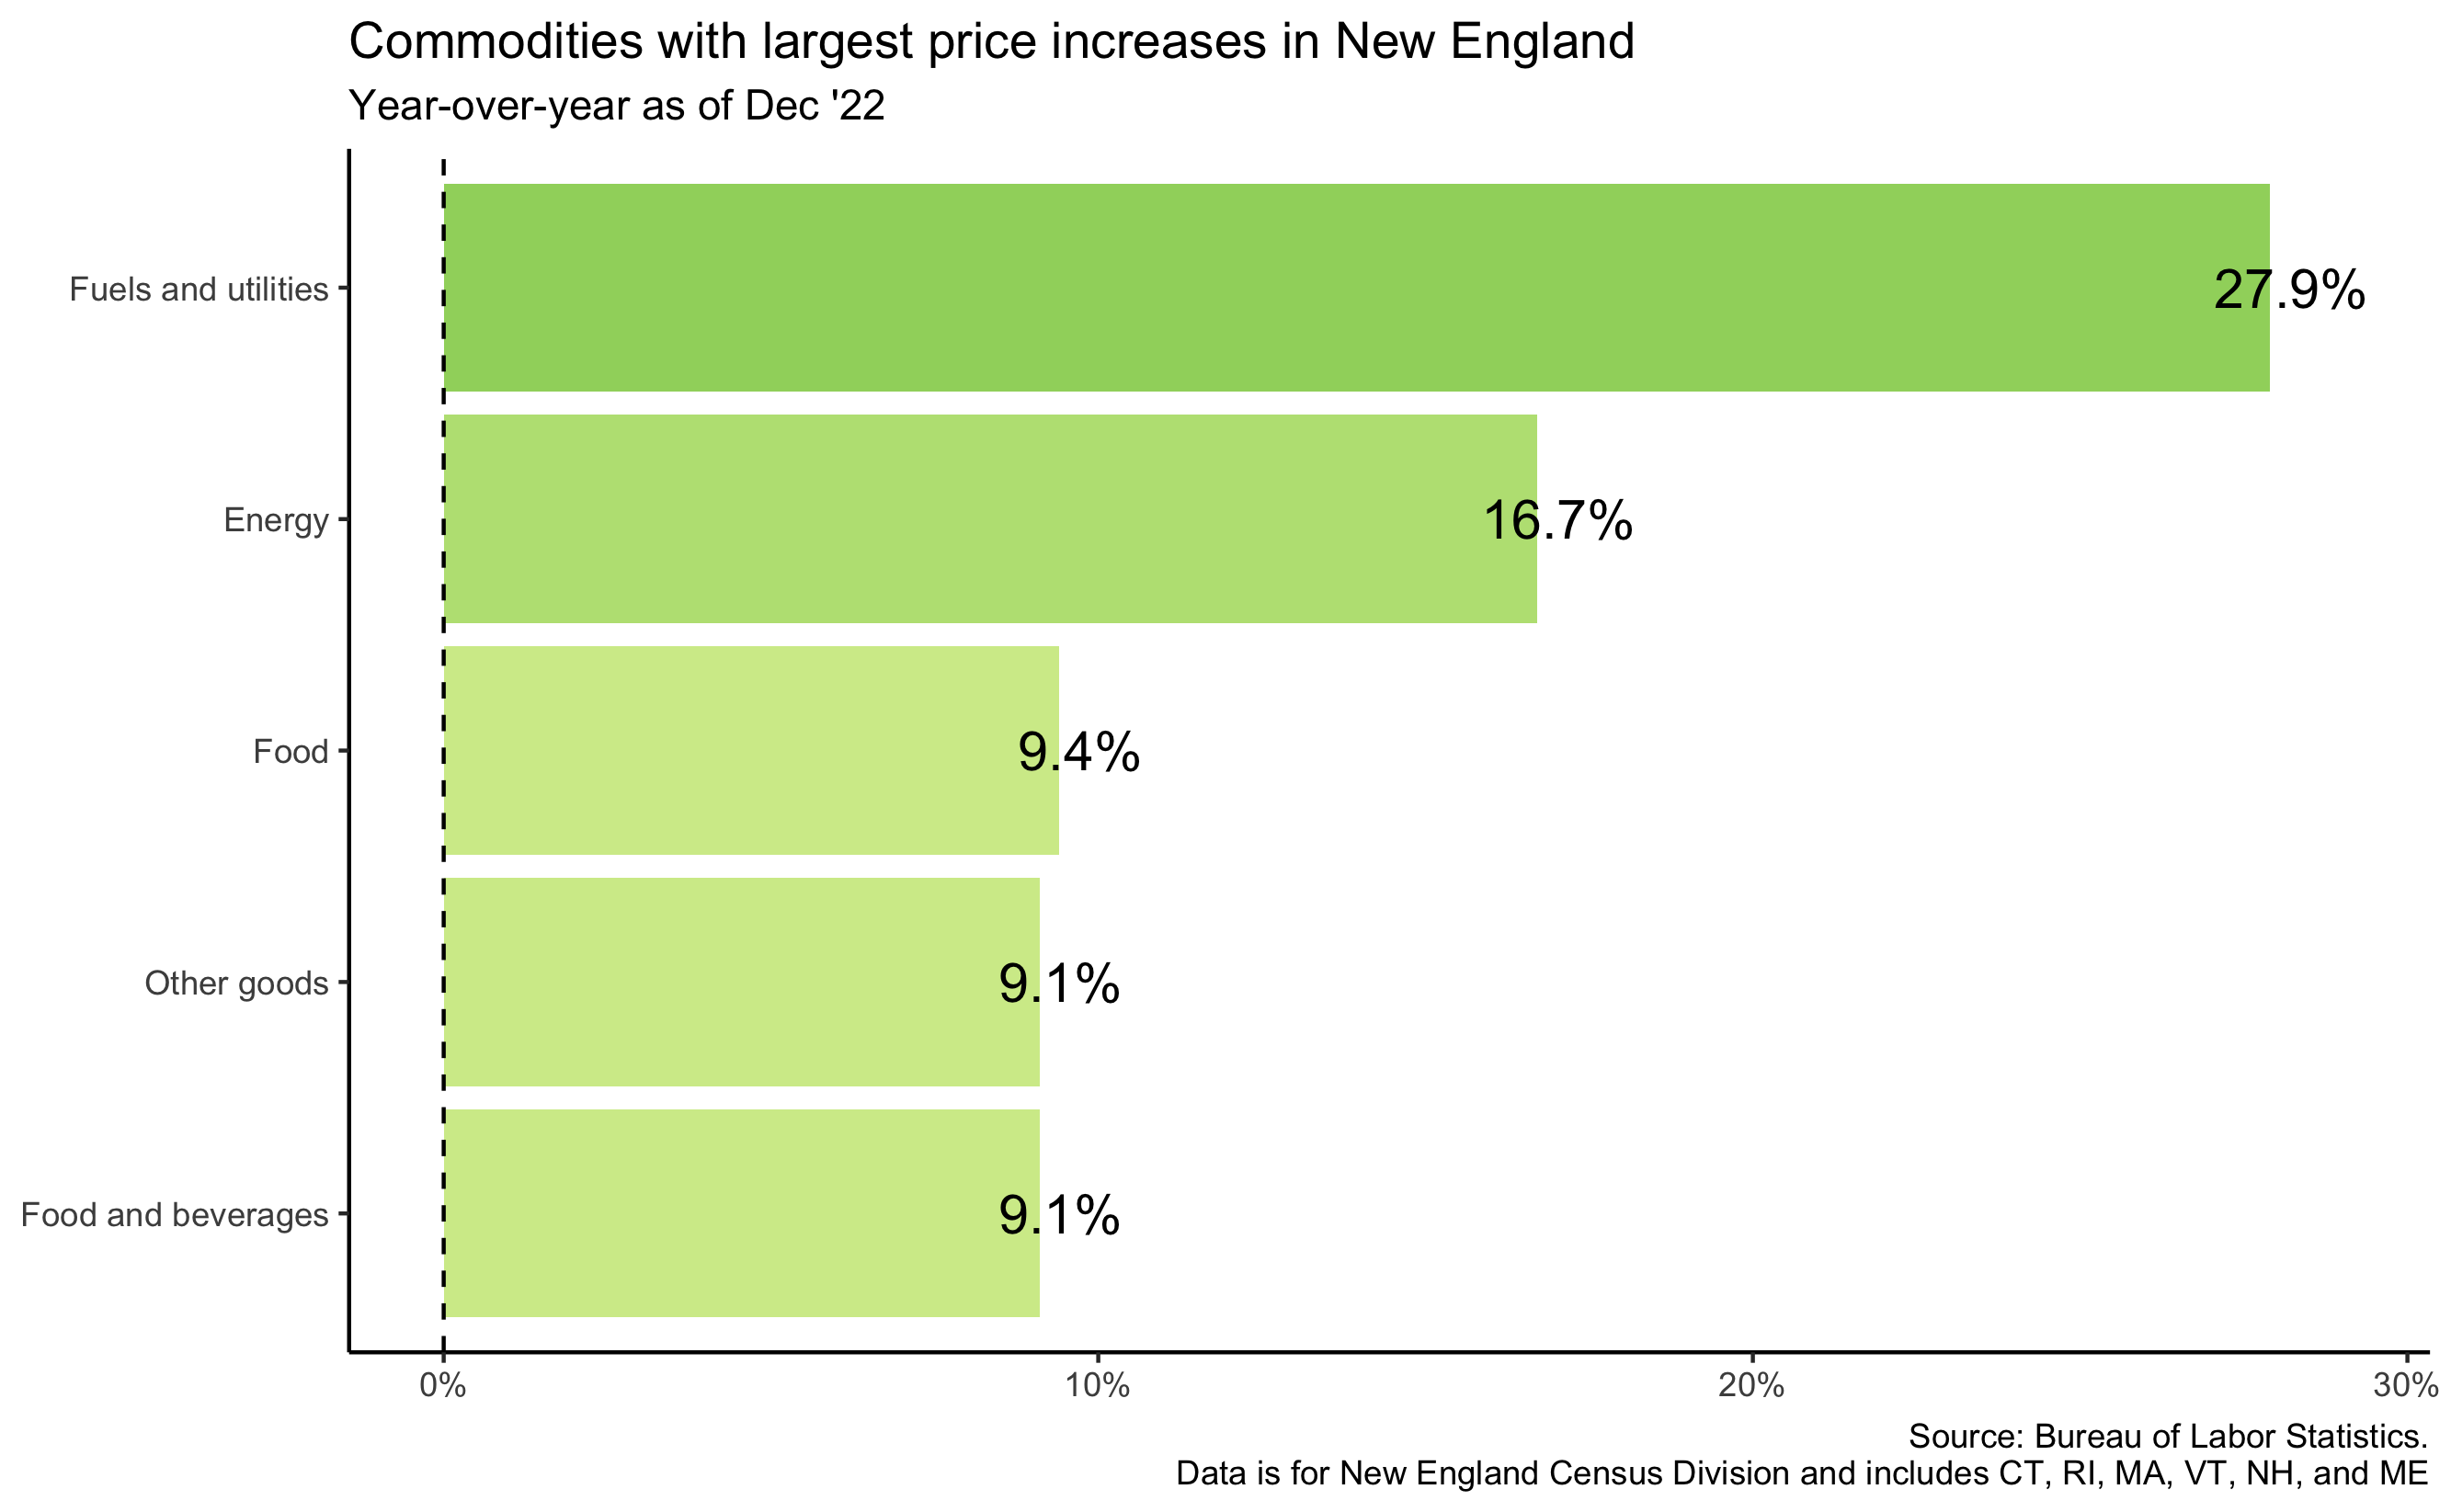 Commodities with largest price increases in New England
Year-over-year as of Dec '22
Fuels and utilities
27.9%
Energy
16.7%
Food
9.4%
Other goods
9.1%
Food and beverages
9.1%
0%
10%
20%
30%
Source: Bureau of Labor Statistics.
Data is for New England Census Division and includes CT, RI, MA, VT, NH, and ME